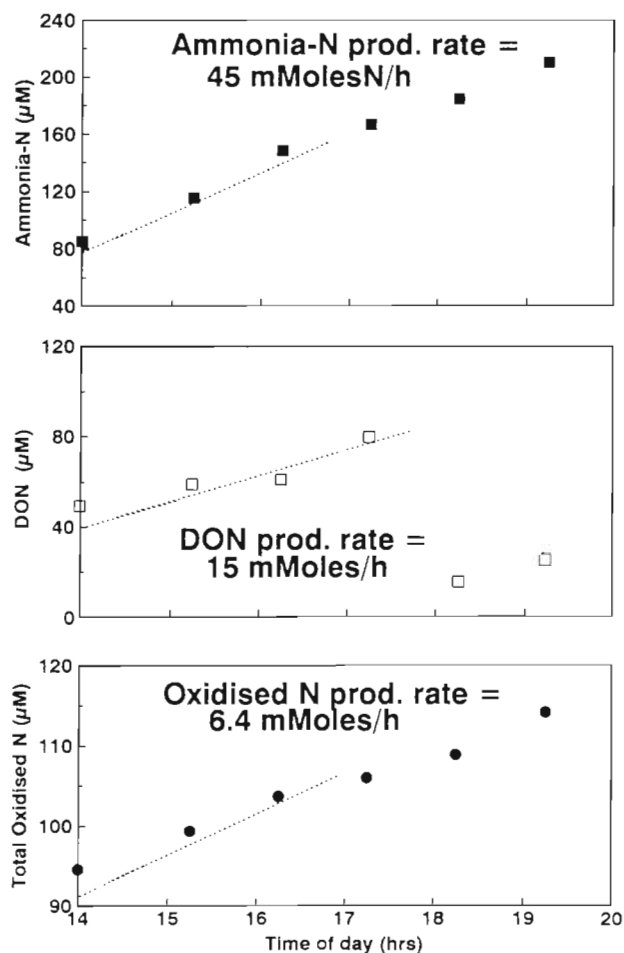 Ammonia-N prod. rate =
45 mMolesN/h
Ammonia-N (µM)
240
200
160
120
80
40
DON (µM)
120
80
40
0
DON prod. rate =
15 mMoles/h
Total Oxidised N (µM)
120
110
100
90
Oxidised N prod. rate =
6.4 mMoles/h
14 15 16 17 18 19 20
Time of day (hrs)